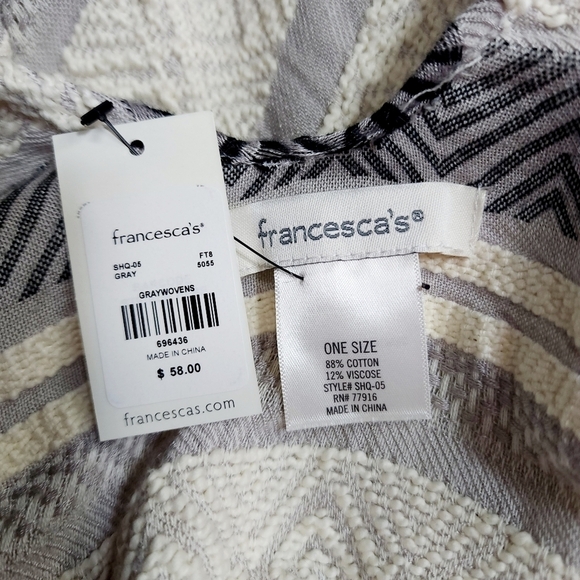 francesca's®
SHQ-05 FT8
GRAY 5055
GRAYWOVENS
696436
MADE IN CHINA
$ 58.00
francescas.com
francesca's®
ONE SIZE
88% COTTON
12% VISCOSE
STYLE# SHQ-05
RN# 77916
MADE IN CHINA